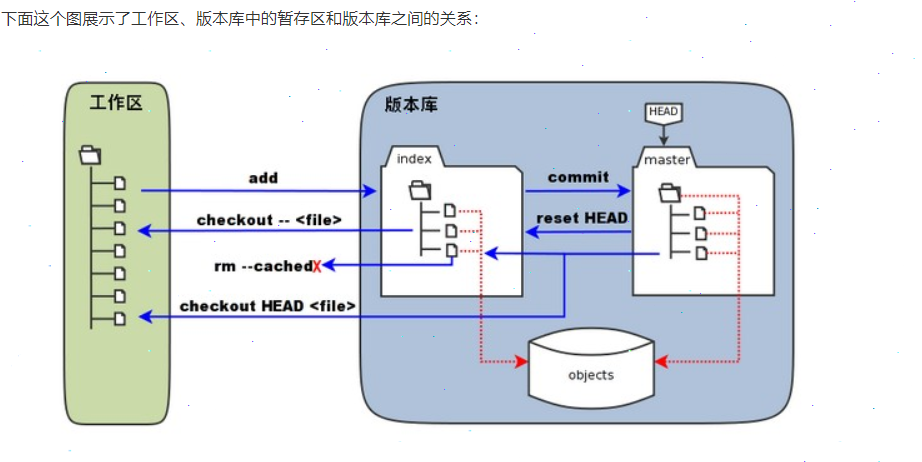 下面这个图展示了工作区、版本库中的暂存区和版本库之间的关系：
工作区
版本库
HEAD
index
master
add
commit
checkout -- <file>
reset HEAD
rm --cached
X
checkout HEAD <file>
objects